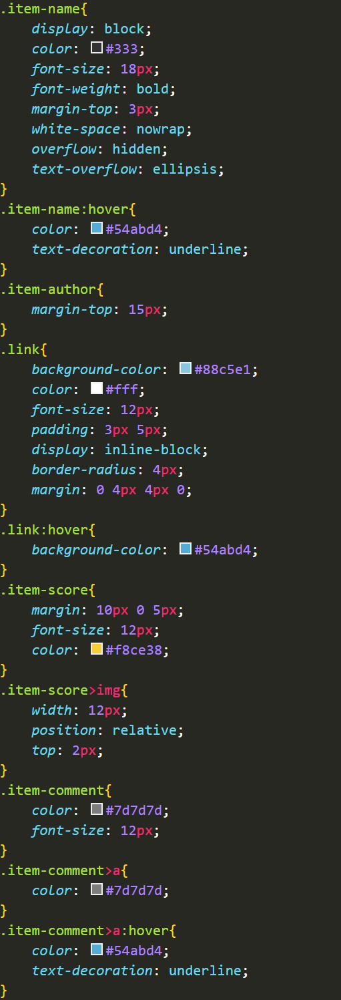 .item-name{
    display: block;
    color: #333;
    font-size: 18px;
    font-weight: bold;
    margin-top: 3px;
    white-space: nowrap;
    overflow: hidden;
    text-overflow: ellipsis;
}
.item-name:hover{
    color: #54abd4;
    text-decoration: underline;
}
.item-author{
    margin-top: 15px;
}
.link{
    background-color: #88c5e1;
    color: #fff;
    font-size: 12px;
    padding: 3px 5px;
    display: inline-block;
    border-radius: 4px;
    margin: 0 4px 4px 0;
}
.link:hover{
    background-color: #54abd4;
}
.item-score{
    margin: 10px 0 5px;
    font-size: 12px;
    color: #f8ce38;
}
.item-score>img{
    width: 12px;
    position: relative;
    top: 2px;
}
.item-comment{
    color: #7d7d7d;
    font-size: 12px;
}
.item-comment>a{
    color: #7d7d7d;
}
.item-comment>a:hover{
    color: #54abd4;
    text-decoration: underline;
}